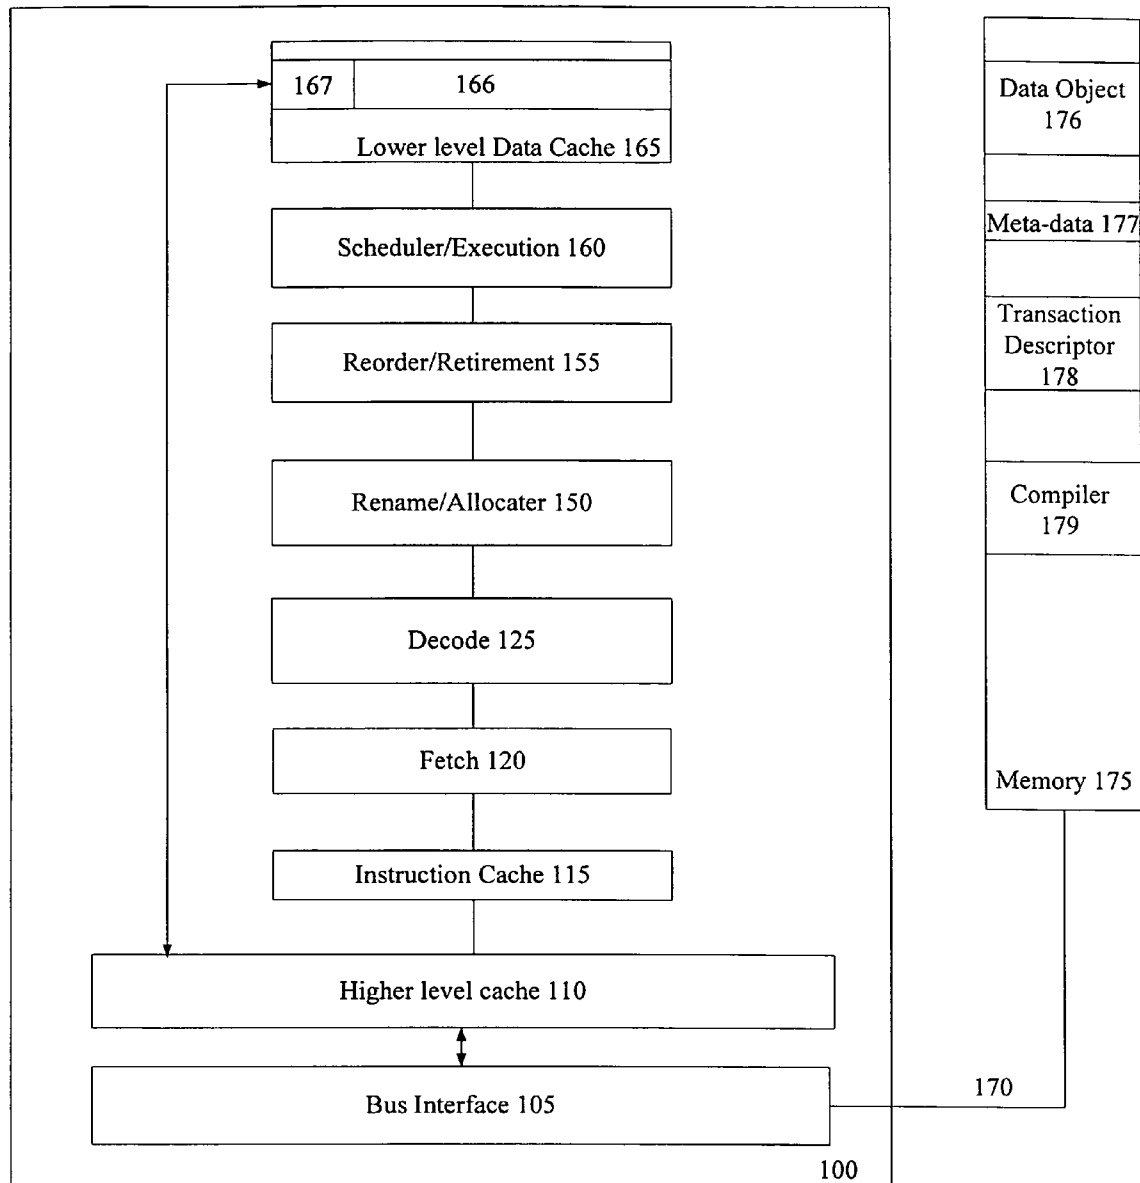 167
166
Lower level Data Cache 165
Scheduler/Execution 160
Reorder/Retirement 155
Rename/Allocater 150
Decode 125
Fetch 120
Instruction Cache 115
Higher level cache 110
Bus Interface 105
100
170
Data Object
176
Meta-data 177
Transaction
Descriptor
178
Compiler
179
Memory 175